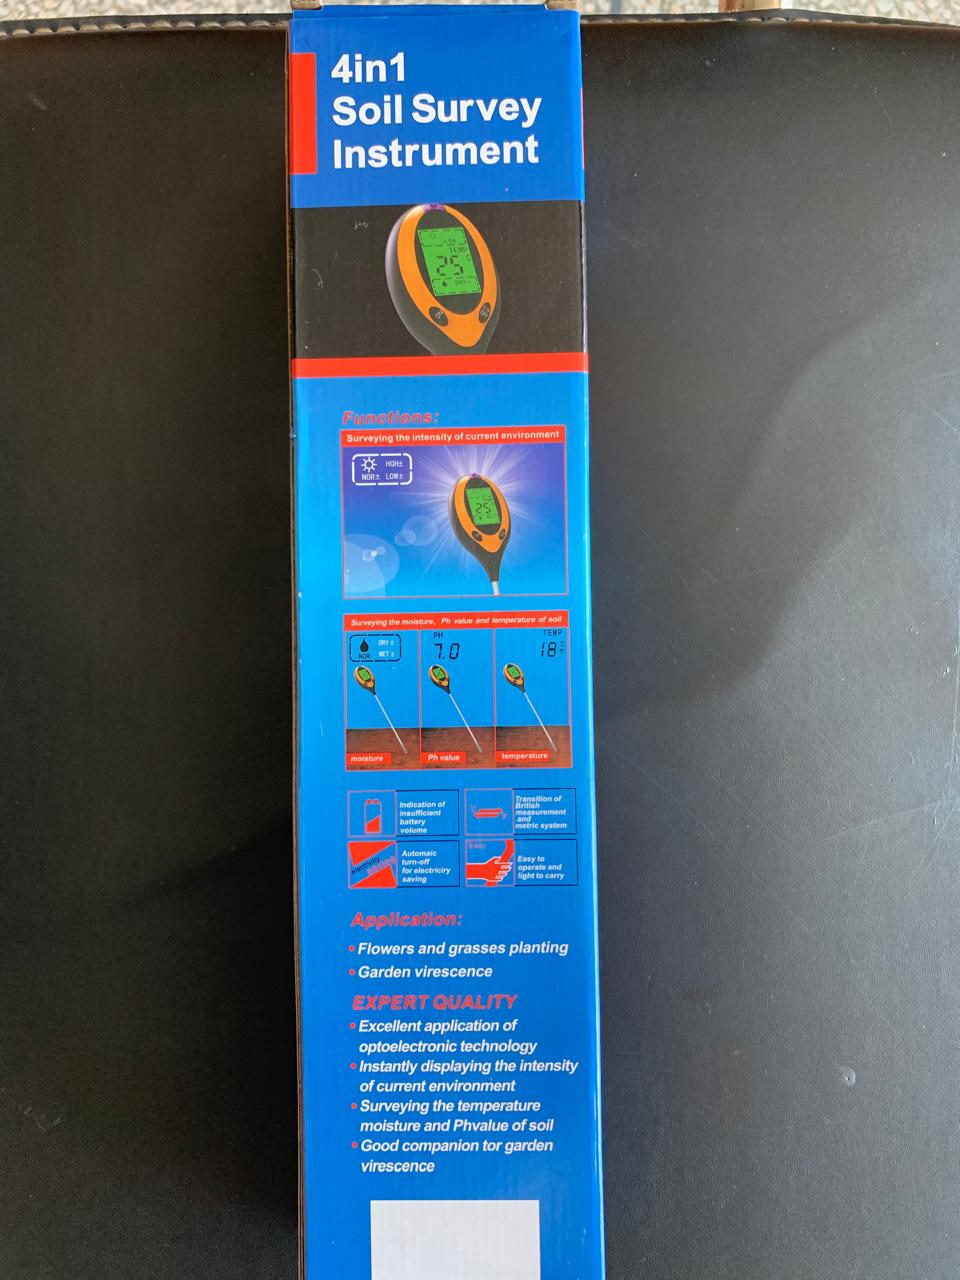 4in1
Soil Survey
Instrument
TEMP
25
DRY-
Functions:
Surveying the intensity of current environment
HGH±
NOR± LOW±
25
Surveying the moisture、Ph value and temperature of soil
DRY±
NOR WET±
PH
7.0
TEMP
18
moisture
Ph value
temperature
Indication of
insufficient
battery
volume
Transition of
British
measurement
and
metric system
electricity
Automaic
turn-off
for electriciry
saving
Easy
Easy to
operate and
light to carry
Application:
Flowers and grasses planting
Garden virescence
EXPERT QUALITY
Excellent application of
optoelectronic technology
Instantly displaying the intensity
of current environment
Surveying the temperature
moisture and Phvalue of soil
Good companion tor garden
virescence